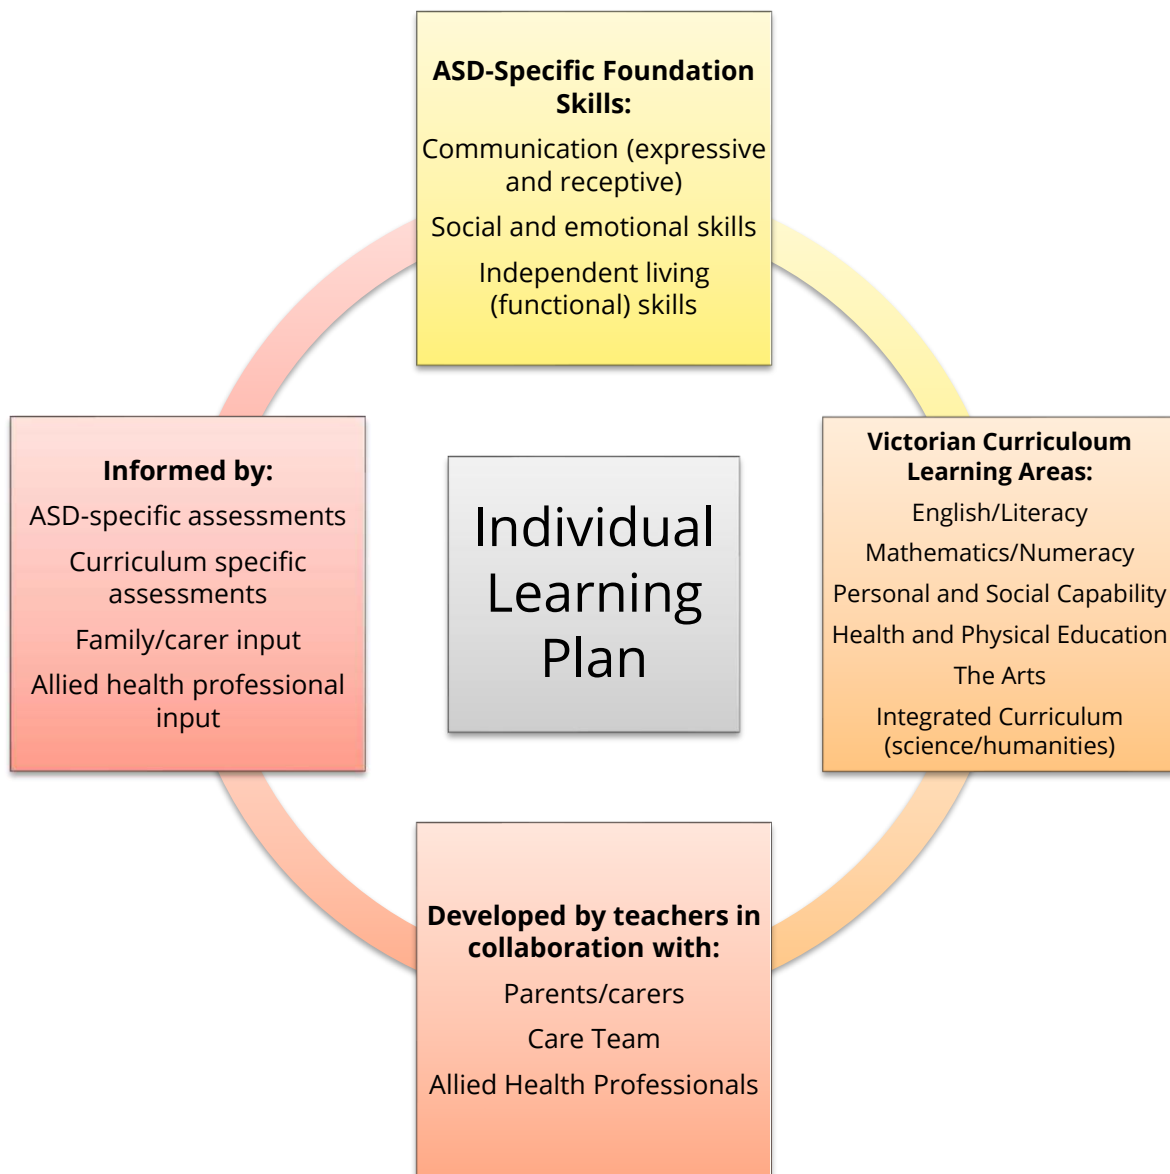 ASD-Specific Foundation
Skills:
Communication (expressive
and receptive)
Social and emotional skills
Independent living
(functional) skills
Informed by:
ASD-specific assessments
Curriculum specific
assessments
Family/carer input
Allied health professional
input
Individual
Learning
Plan
Victorian Curriculoum
Learning Areas:
English/Literacy
Mathematics/Numeracy
Personal and Social Capability
Health and Physical Education
The Arts
Integrated Curriculum
(science/humanities)
Developed by teachers in
collaboration with:
Parents/carers
Care Team
Allied Health Professionals